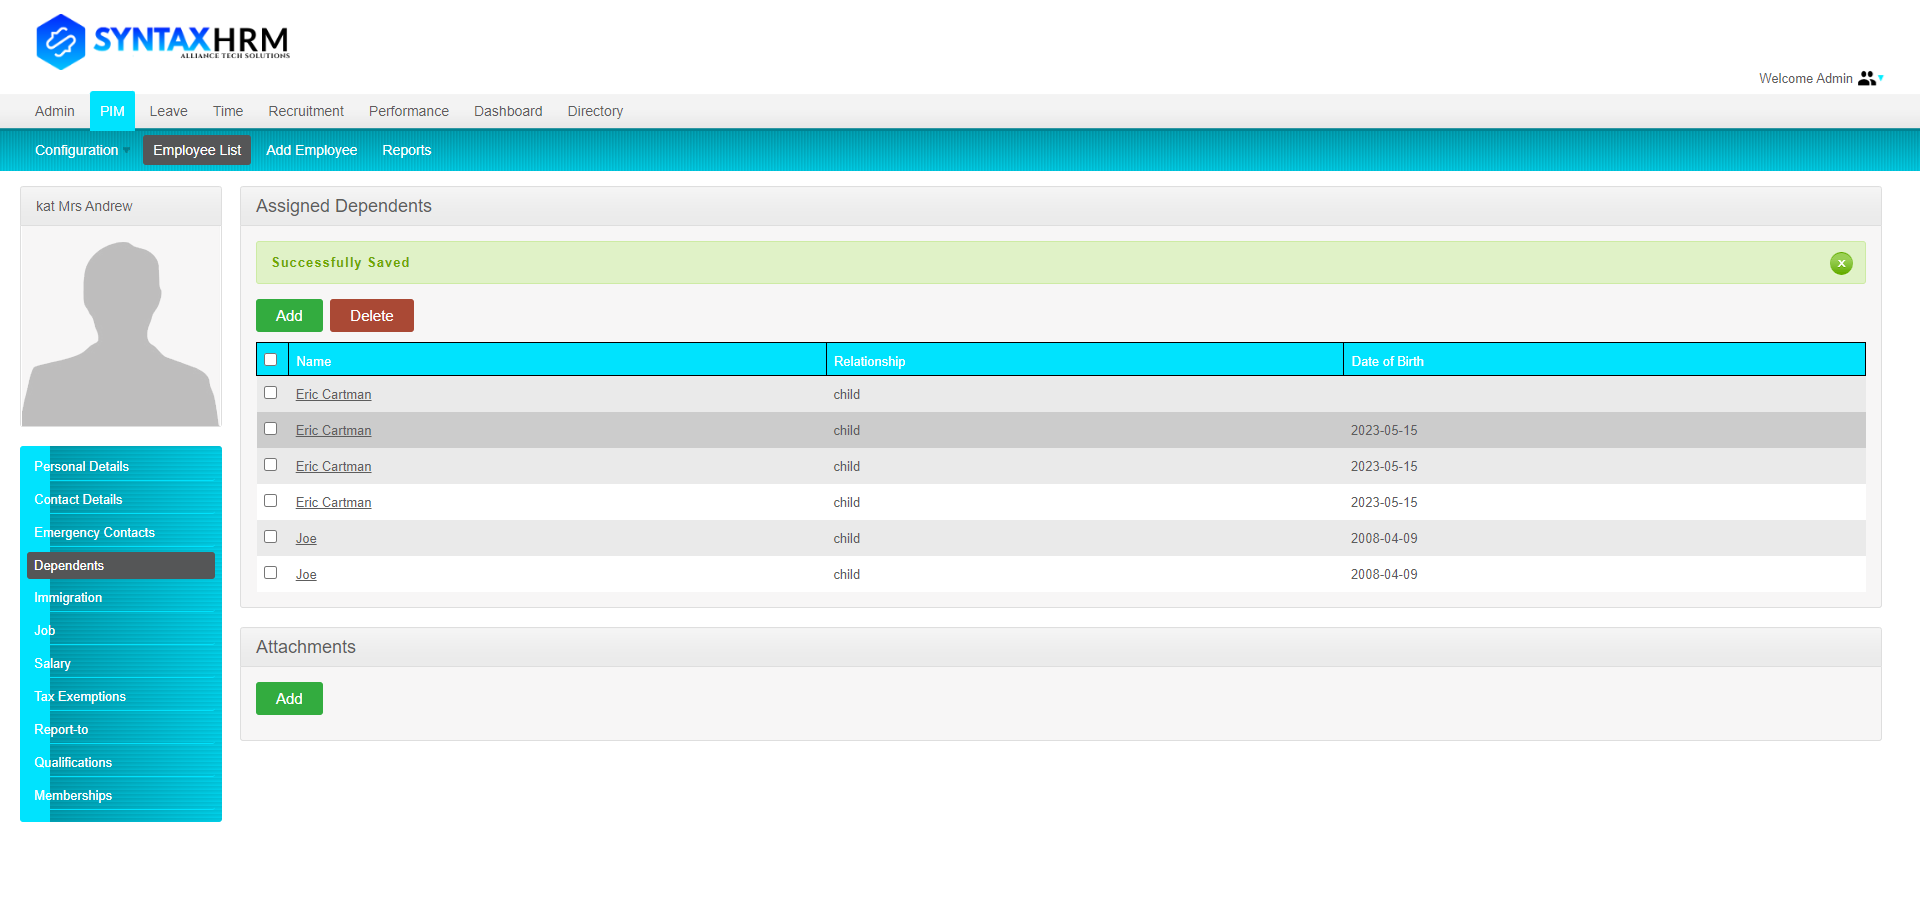 SYNTAXHRM
ALLIANCE TECH SOLUTIONS
Welcome Admin
Admin PIM Leave Time Recruitment Performance Dashboard Directory
Configuration Employee List Add Employee Reports
kat Mrs Andrew
Assigned Dependents
Successfully Saved
x
Add Delete
Name Relationship Date of Birth
Eric Cartman child
Eric Cartman child 2023-05-15
Eric Cartman child 2023-05-15
Eric Cartman child 2023-05-15
Joe child 2008-04-09
Joe child 2008-04-09
Personal Details
Contact Details
Emergency Contacts
Dependents
Immigration
Job
Salary
Tax Exemptions
Report-to
Qualifications
Memberships
Attachments
Add